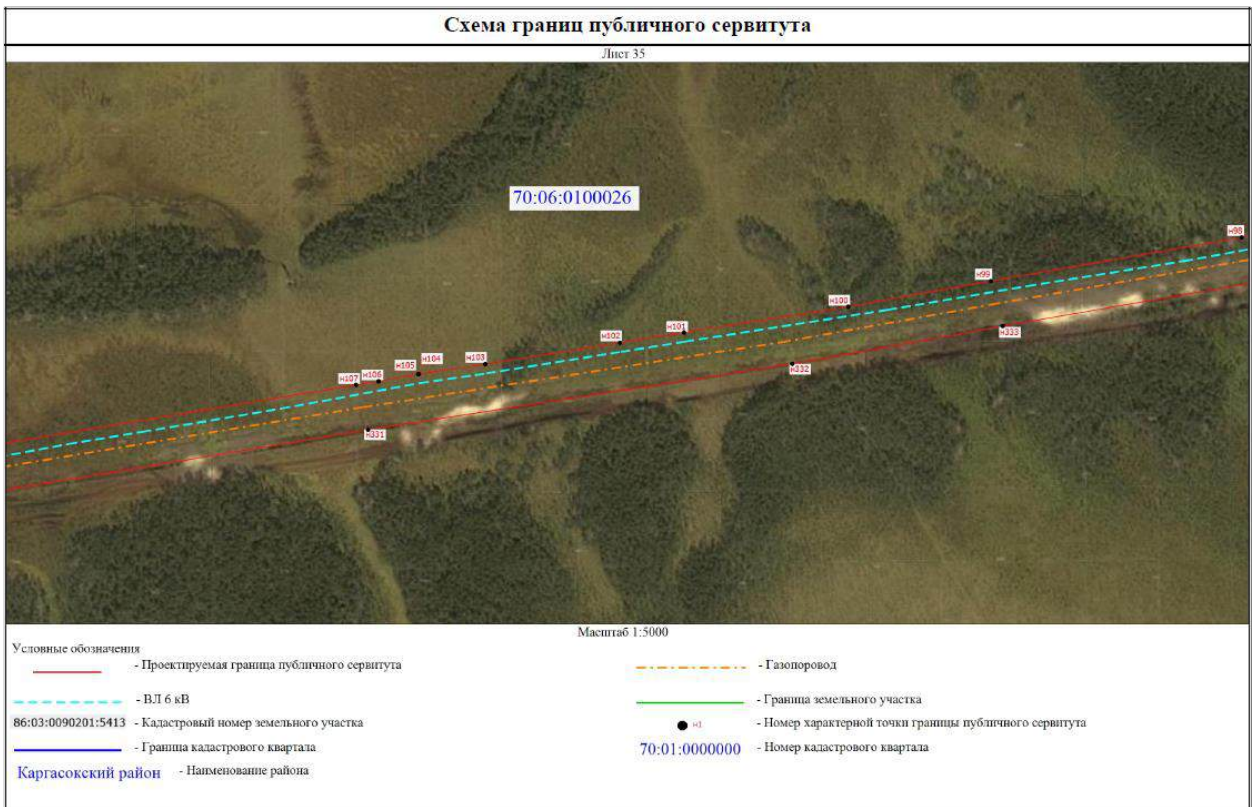 Схема границ публичного сервитута
Лист 35
70:06:0100026
н98
н99
н100
н333
н101
н102
н332
н103
н104
н105
н106
н107
н331
Масштаб 1:5000
Условные обозначения
- Проектируемая граница публичного сервитута
- Газопоровод
- ВЛ 6 кВ
- Граница земельного участка
86:03:0090201:5413 - Кадастровый номер земельного участка
н1 - Номер характерной точки границы публичного сервитута
- Граница кадастрового квартала
70:01:0000000 - Номер кадастрового квартала
Каргасокский район - Наименование района